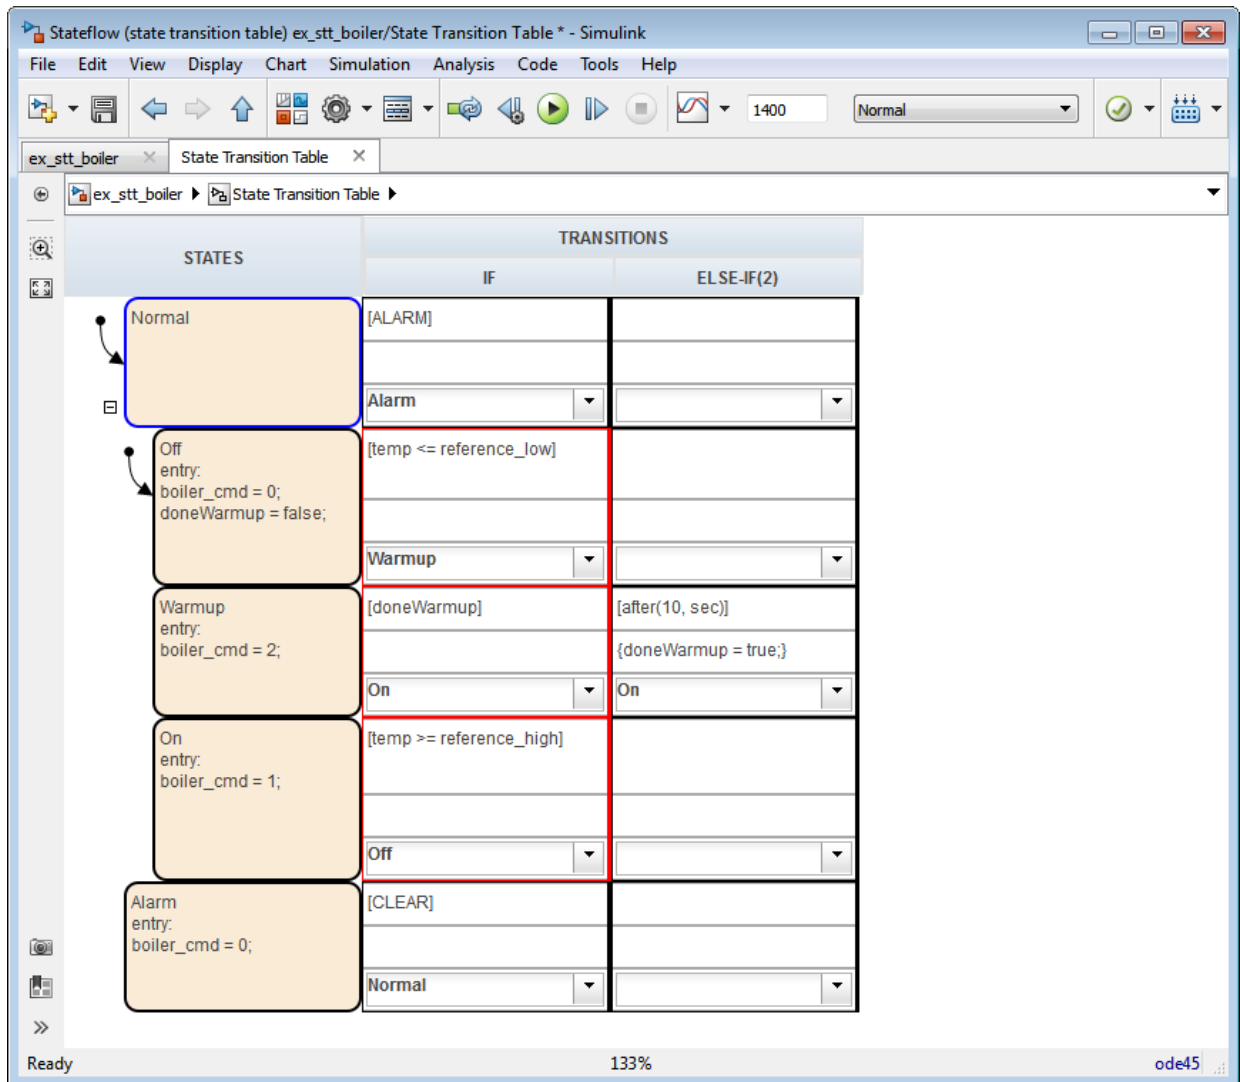 Stateflow (state transition table) ex_stt_boiler/State Transition Table * - Simulink
File Edit View Display Chart Simulation Analysis Code Tools Help
1400 Normal
ex_stt_boiler State Transition Table
ex_stt_boiler State Transition Table
STATES
TRANSITIONS
IF ELSE-IF(2)
Normal [ALARM]
Alarm
Off [temp <= reference_low]
entry:
boiler_cmd = 0;
doneWarmup = false;
Warmup
Warmup [doneWarmup] [after(10, sec)]
entry:
boiler_cmd = 2; {doneWarmup = true;}
On On
On [temp >= reference_high]
entry:
boiler_cmd = 1;
Off
Alarm [CLEAR]
entry:
boiler_cmd = 0;
Normal
Ready 133% ode45